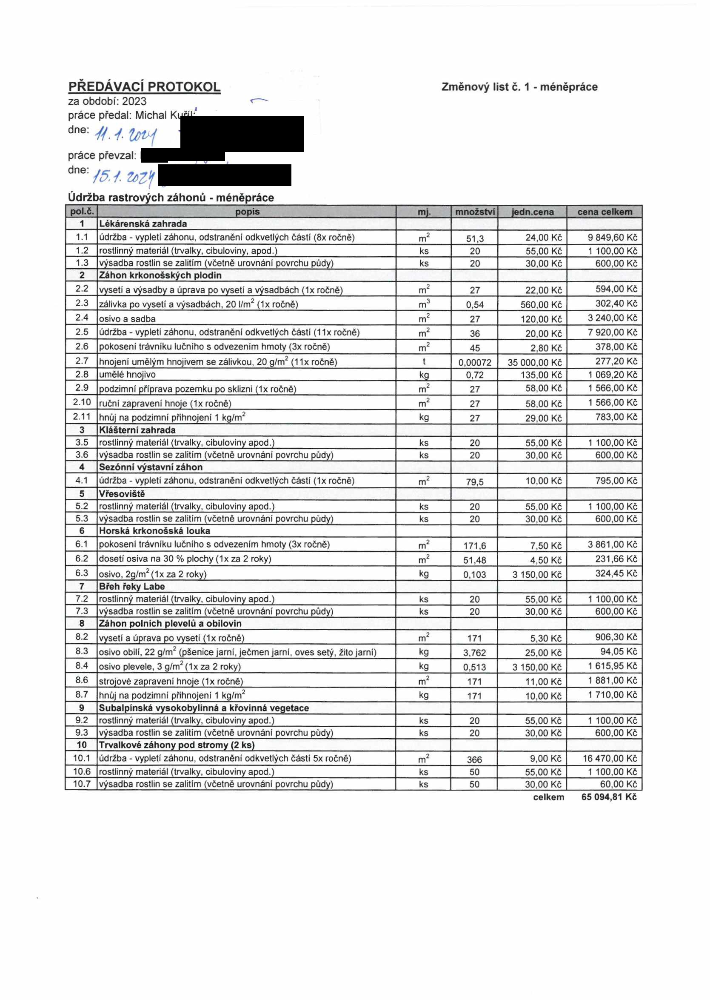 PŘEDÁVACÍ PROTOKOL
Změnový list č. 1 - méněpráce
za období: 2023
práce předal: Michal
dne: 11.1.2024
práce převzal:
dne: 15.1.2024
Údržba rastrových záhonů - méněpráce
pol.č. popis mj. množství jedn.cena cena celkem
1 Lékárenská zahrada
1.1 údržba - vypletí záhonu, odstranění odkvetlých částí (8x ročně) m² 51,3 24,00 Kč 9 849,60 Kč
1.2 rostlinný materiál (trvalky, cibuloviny, apod.) ks 20 55,00 Kč 1 100,00 Kč
1.3 výsadba rostlin se zalitím (včetně urovnání povrchu půdy) ks 20 30,00 Kč 600,00 Kč
2 Záhon krkonošských plodin
2.2 vysetí a výsadby a úprava po vysetí a výsadbách (1x ročně) m² 27 22,00 Kč 594,00 Kč
2.3 zálivka po vysetí a výsadbách, 20 l/m² (1x ročně) m³ 0,54 560,00 Kč 302,40 Kč
2.4 osivo a sadba m² 27 120,00 Kč 3 240,00 Kč
2.5 údržba - vypletí záhonu, odstranění odkvetlých částí (11x ročně) m² 36 20,00 Kč 7 920,00 Kč
2.6 pokosení trávníku lučního s odvezením hmoty (3x ročně) m² 45 2,80 Kč 378,00 Kč
2.7 hnojení umělým hnojivem se zálivkou, 20 g/m² (11x ročně) t 0,00072 35 000,00 Kč 277,20 Kč
2.8 umělé hnojivo kg 0,72 135,00 Kč 1 069,20 Kč
2.9 podzimní příprava pozemku po sklizni (1x ročně) m² 27 58,00 Kč 1 566,00 Kč
2.10 ruční zapravení hnoje (1x ročně) m² 27 58,00 Kč 1 566,00 Kč
2.11 hnůj na podzimní přihnojení 1 kg/m² kg 27 29,00 Kč 783,00 Kč
3 Klášterní zahrada
3.5 rostlinný materiál (trvalky, cibuloviny apod.) ks 20 55,00 Kč 1 100,00 Kč
3.6 výsadba rostlin se zalitím (včetně urovnání povrchu půdy) ks 20 30,00 Kč 600,00 Kč
4 Sezónní výstavní záhon
4.1 údržba - vypletí záhonu, odstranění odkvetlých částí (1x ročně) m² 79,5 10,00 Kč 795,00 Kč
5 Vřesoviště
5.2 rostlinný materiál (trvalky, cibuloviny apod.) ks 20 55,00 Kč 1 100,00 Kč
5.3 výsadba rostlin se zalitím (včetně urovnání povrchu půdy) ks 20 30,00 Kč 600,00 Kč
6 Horská krkonošská louka
6.1 pokosení trávníku lučního s odvezením hmoty (3x ročně) m² 171,6 7,50 Kč 3 861,00 Kč
6.2 dosetí osiva na 30 % plochy (1x za 2 roky) m² 51,48 4,50 Kč 231,66 Kč
6.3 osivo, 2g/m² (1x za 2 roky) kg 0,103 3 150,00 Kč 324,45 Kč
7 Břeh řeky Labe
7.2 rostlinný materiál (trvalky, cibuloviny apod.) ks 20 55,00 Kč 1 100,00 Kč
7.3 výsadba rostlin se zalitím (včetně urovnání povrchu půdy) ks 20 30,00 Kč 600,00 Kč
8 Záhon polních plevelů a obilovin
8.2 vysetí a úprava po vysetí (1x ročně) m² 171 5,30 Kč 906,30 Kč
8.3 osivo obilí, 22 g/m² (pšenice jarní, ječmen jarní, oves setý, žito jarní) kg 3,762 25,00 Kč 94,05 Kč
8.4 osivo plevele, 3 g/m² (1x za 2 roky) kg 0,513 3 150,00 Kč 1 615,95 Kč
8.6 strojové zapravení hnoje (1x ročně) m² 171 11,00 Kč 1 881,00 Kč
8.7 hnůj na podzimní přihnojení 1 kg/m² kg 171 10,00 Kč 1 710,00 Kč
9 Subalpínská vysokobylinná a křovinná vegetace
9.2 rostlinný materiál (trvalky, cibuloviny apod.) ks 20 55,00 Kč 1 100,00 Kč
9.3 výsadba rostlin se zalitím (včetně urovnání povrchu půdy) ks 20 30,00 Kč 600,00 Kč
10 Trvalkové záhony pod stromy (2 ks)
10.1 údržba - vypletí záhonu, odstranění odkvetlých částí 5x ročně) m² 366 9,00 Kč 16 470,00 Kč
10.6 rostlinný materiál (trvalky, cibuloviny apod.) ks 50 55,00 Kč 1 100,00 Kč
10.7 výsadba rostlin se zalitím (včetně urovnání povrchu půdy) ks 50 30,00 Kč 60,00 Kč
celkem 65 094,81 Kč